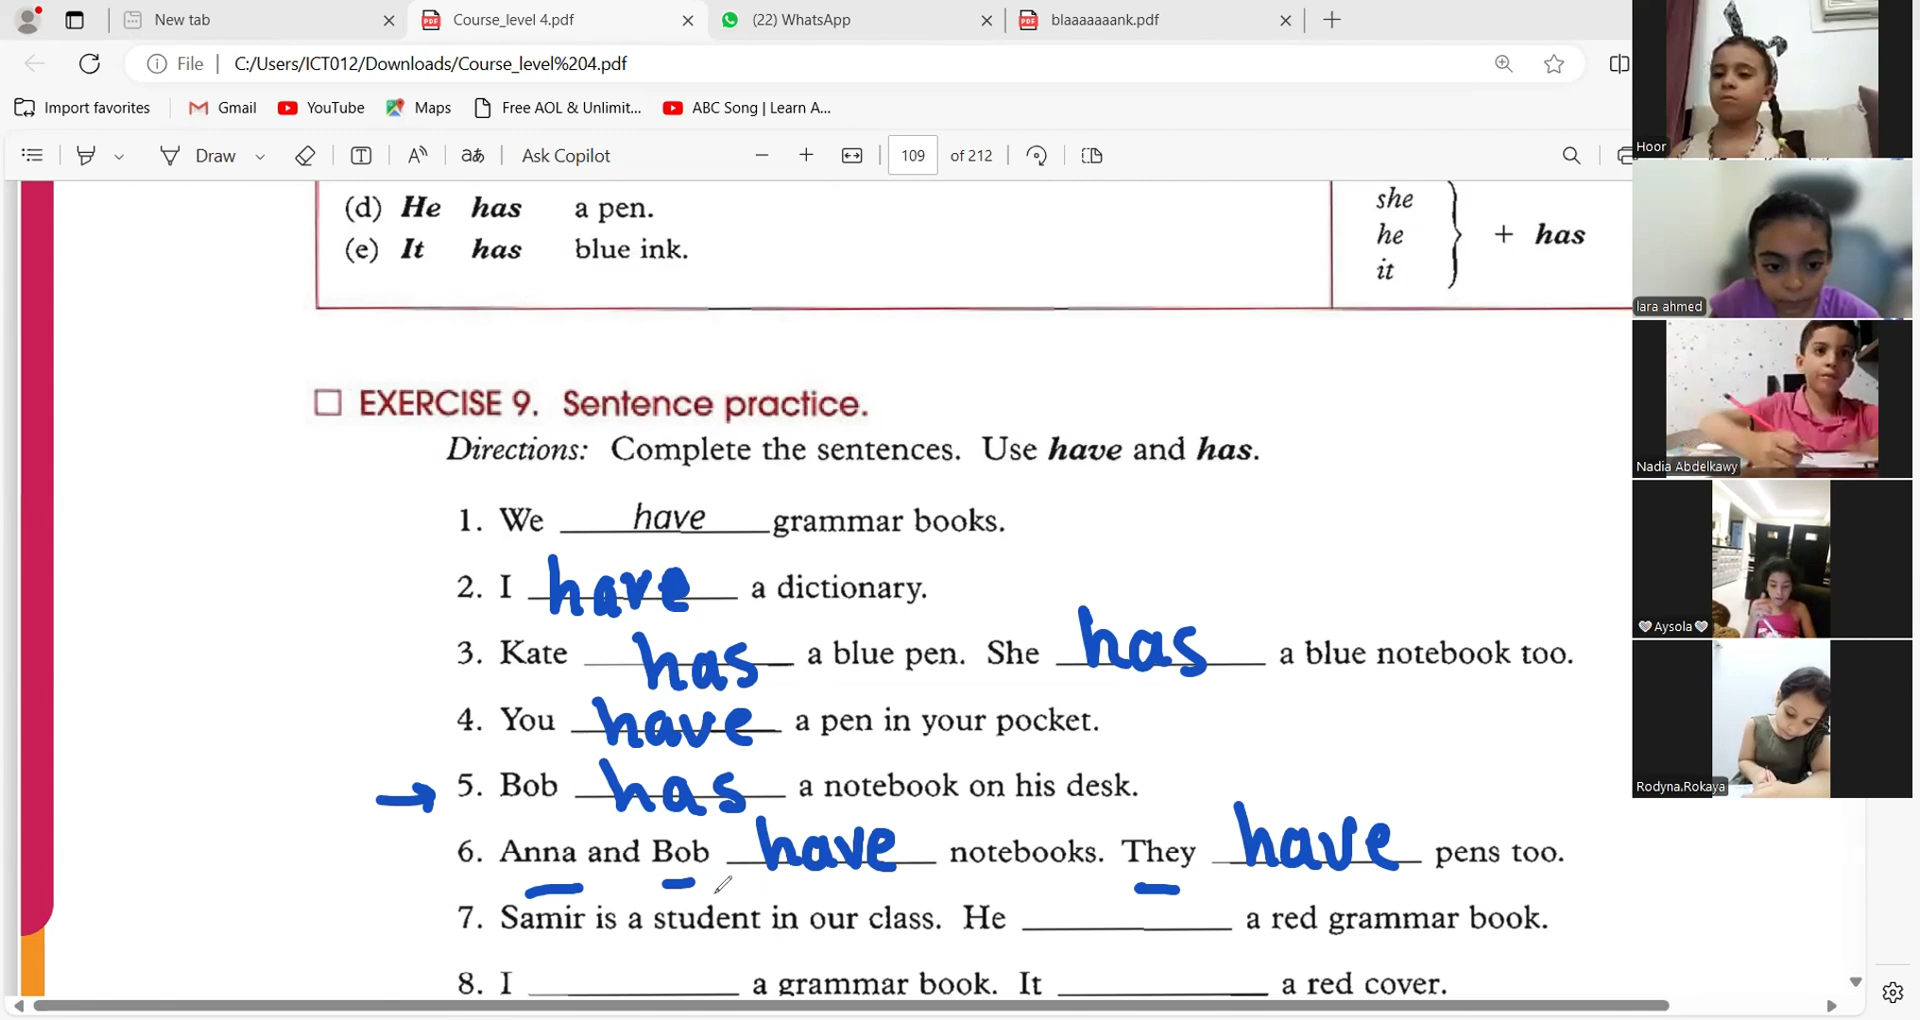 New tab
Course_level 4.pdf
(22) WhatsApp
blaaaaaaank.pdf
File
C:/Users/ICT012/Downloads/Course_level%204.pdf
Import favorites
Gmail
YouTube
Maps
Free AOL & Unlimit...
ABC Song | Learn A...
Draw
aあ
Ask Copilot
109 of 212
(d) He has a pen.
(e) It has blue ink.
she
he
it
+ has
EXERCISE 9. Sentence practice.
Directions: Complete the sentences. Use have and has.
1. We have grammar books.
2. I have a dictionary.
3. Kate has a blue pen. She has a blue notebook too.
4. You have a pen in your pocket.
5. Bob has a notebook on his desk.
6. Anna and Bob have notebooks. They have pens too.
7. Samir is a student in our class. He ________ a red grammar book.
8. I ________ a grammar book. It ________ a red cover.
Hoor
lara ahmed
Nadia Abdelkawy
🤍Aysola🤍
Rodyna.Rokaya